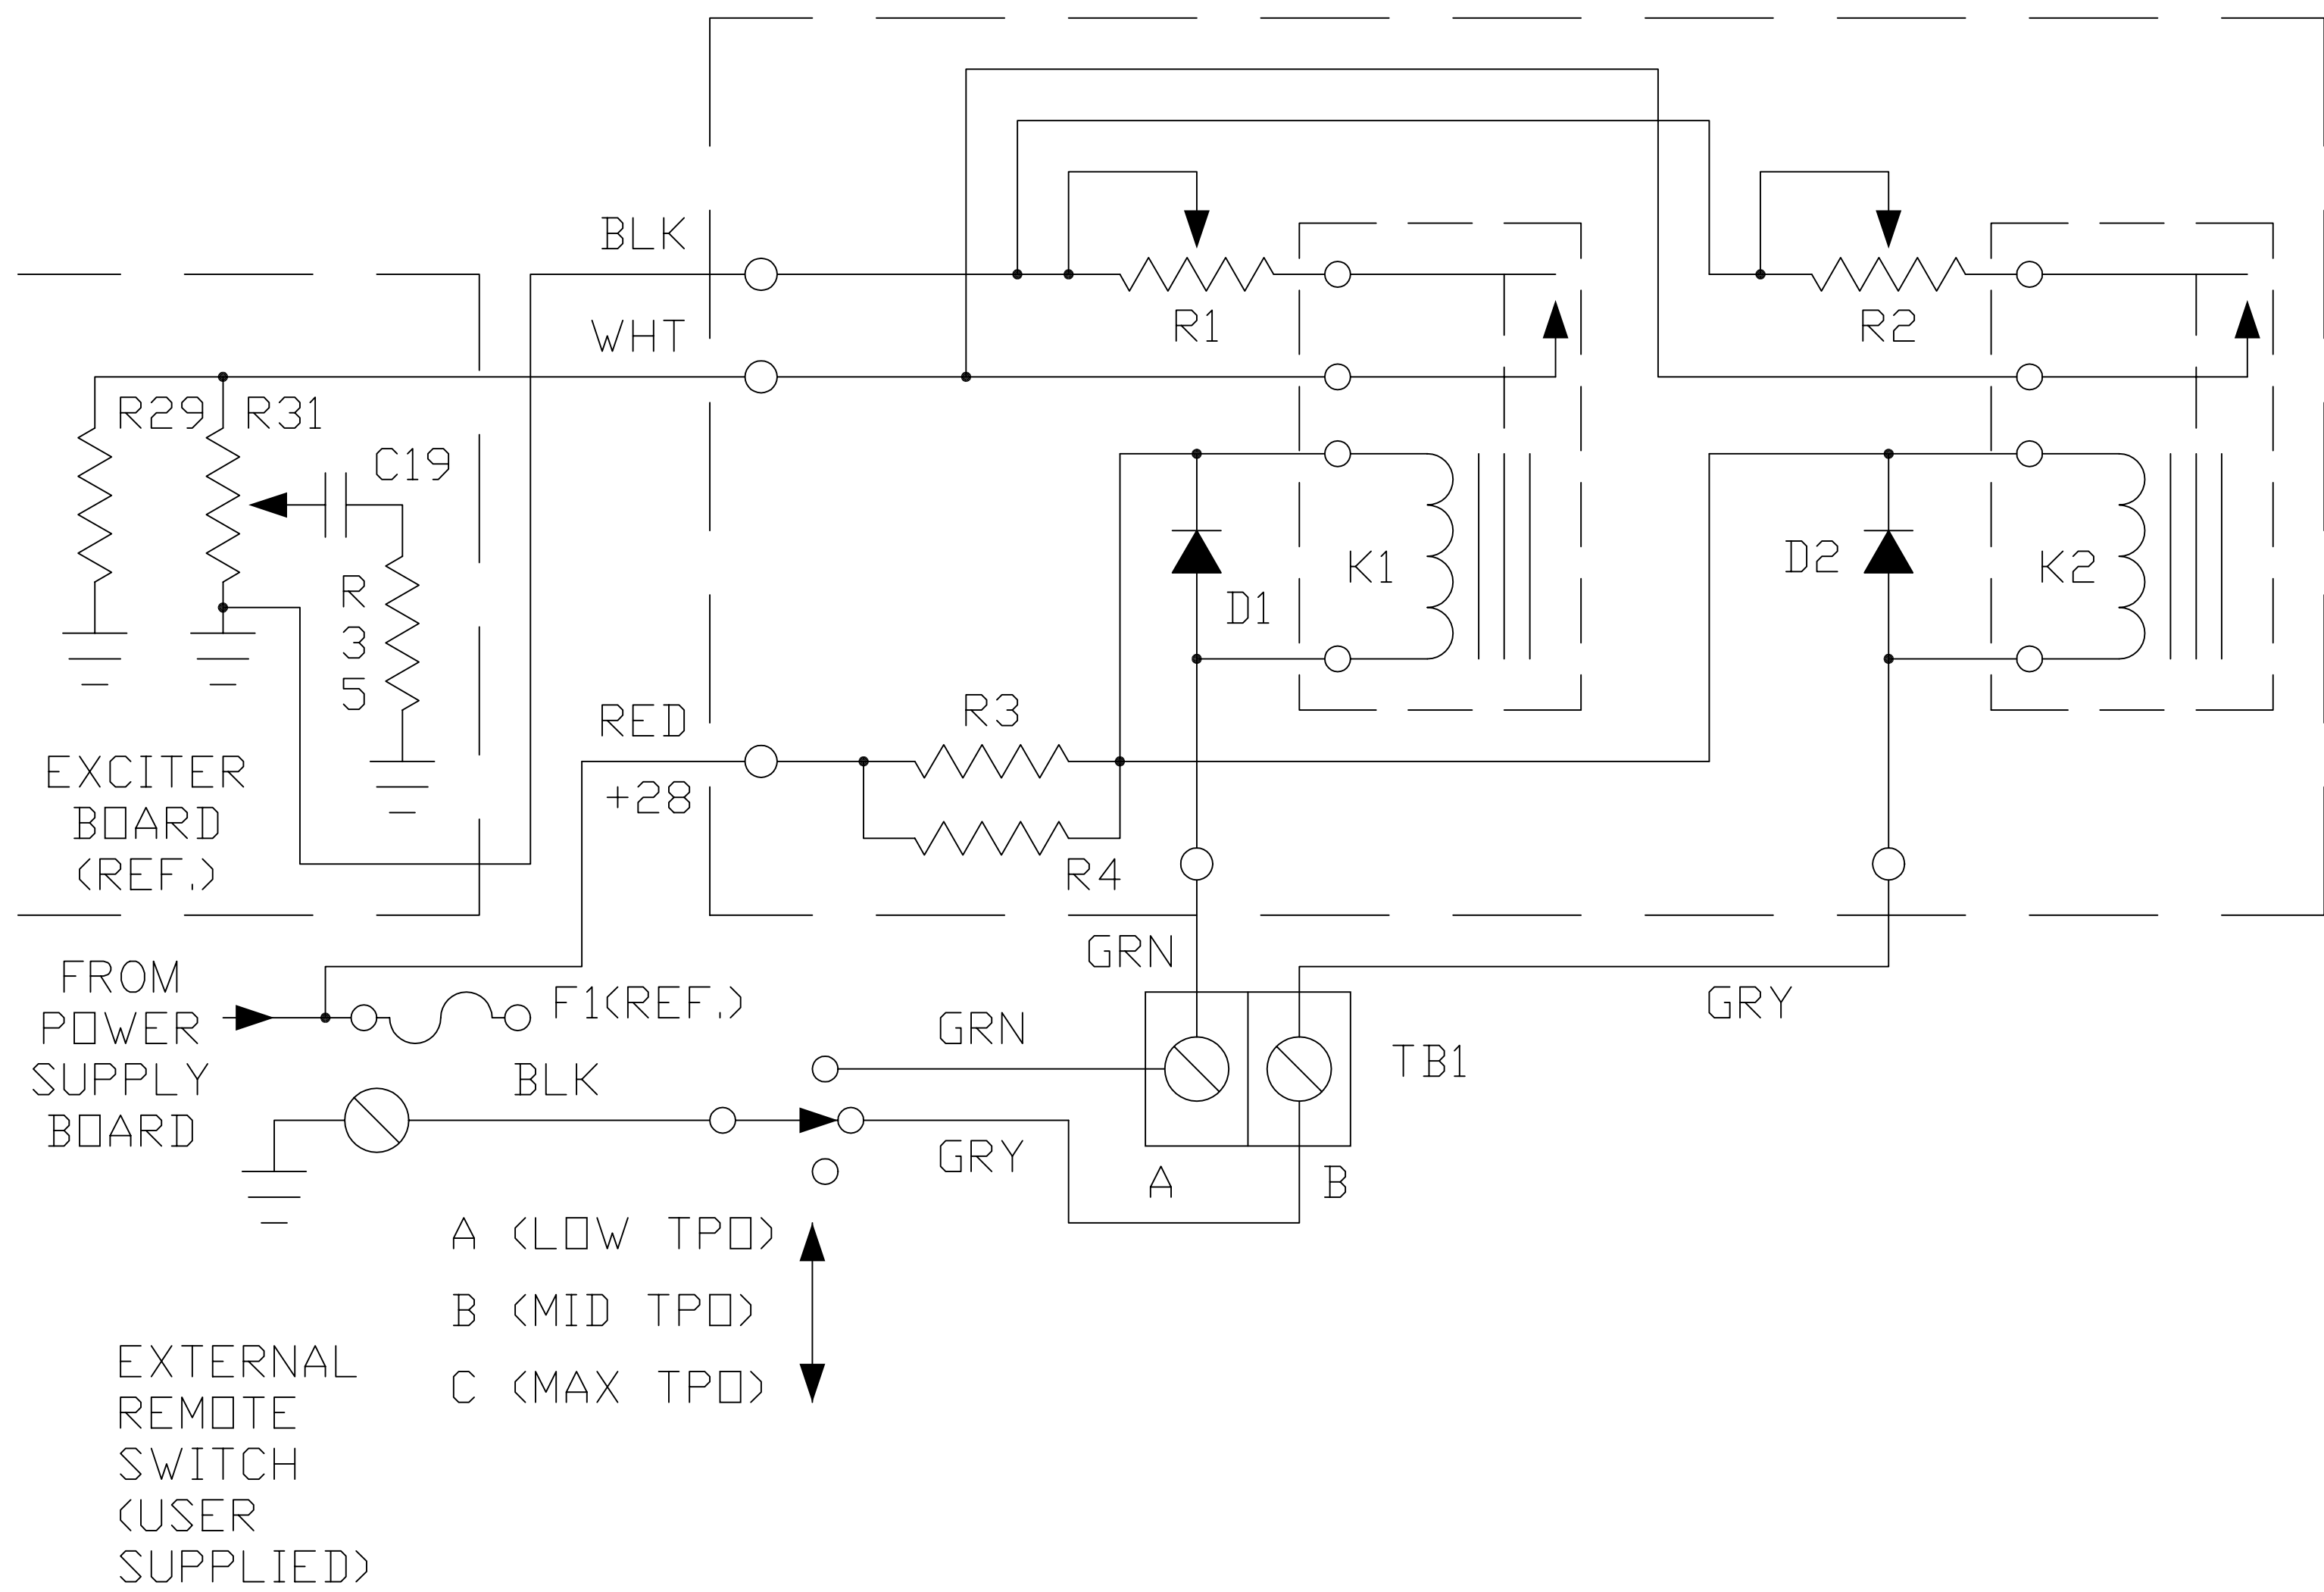 BLK
WHT
R1
R2
R29
R31
C19
R
3
5
K1
D1
D2
K2
EXCITER
BOARD
(REF.)
RED
+28
R3
R4
GRN
GRY
FROM
POWER
SUPPLY
BOARD
F1(REF.)
BLK
GRN
GRY
TB1
A
B
A (LOW TPO)
B (MID TPO)
C (MAX TPO)
EXTERNAL
REMOTE
SWITCH
(USER
SUPPLIED)